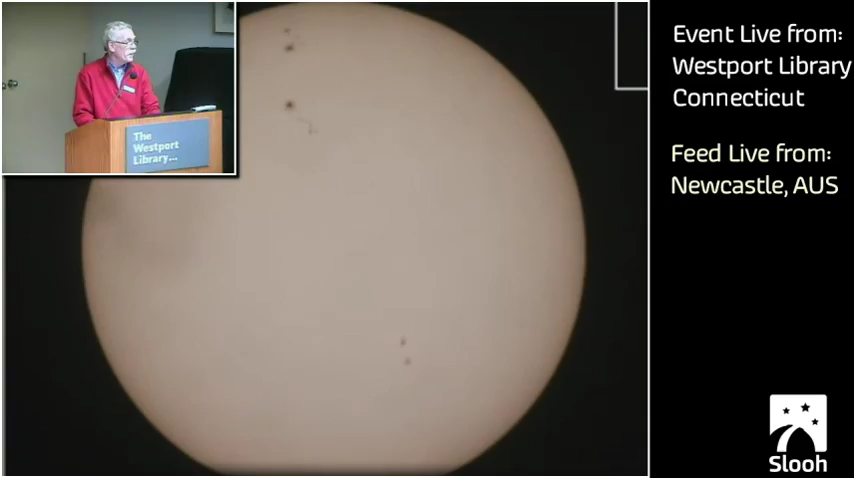 The
Westport
Library...
Event Live from:
Westport Library
Connecticut
Feed Live from:
Newcastle, AUS
Slooh